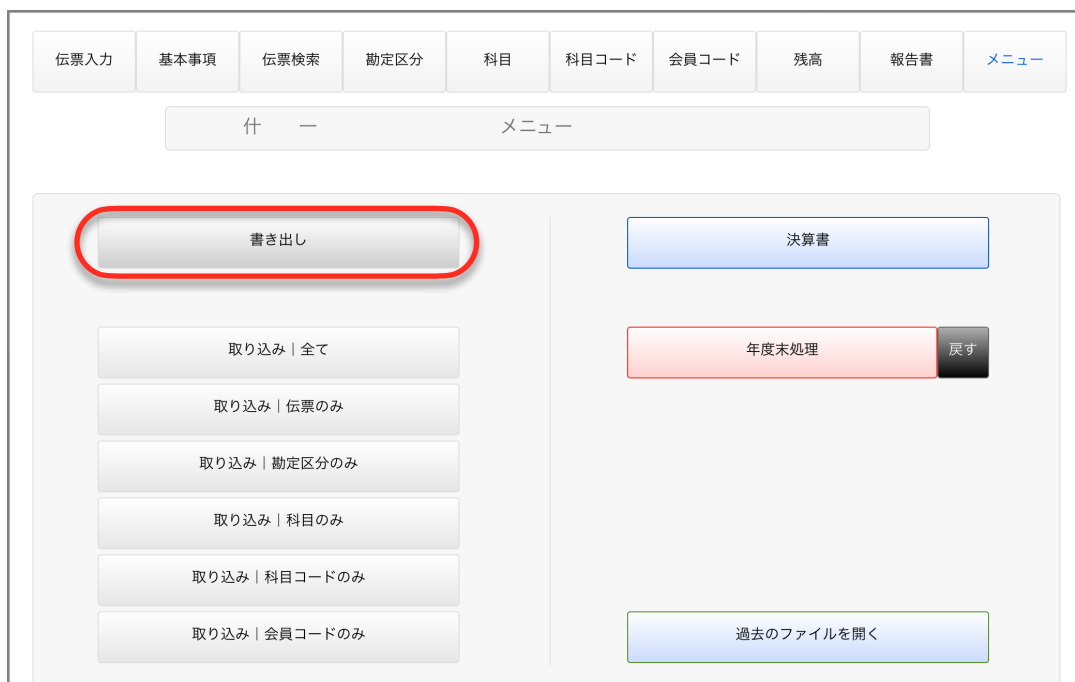 伝票入力 基本事項 伝票検索 勘定区分 科目 科目コード 会員コード 残高 報告書 メニュー
什 一 メニュー
書き出し 決算書
取り込み｜全て 年度末処理 戻す
取り込み｜伝票のみ
取り込み｜勘定区分のみ
取り込み｜科目のみ
取り込み｜科目コードのみ
取り込み｜会員コードのみ 過去のファイルを開く